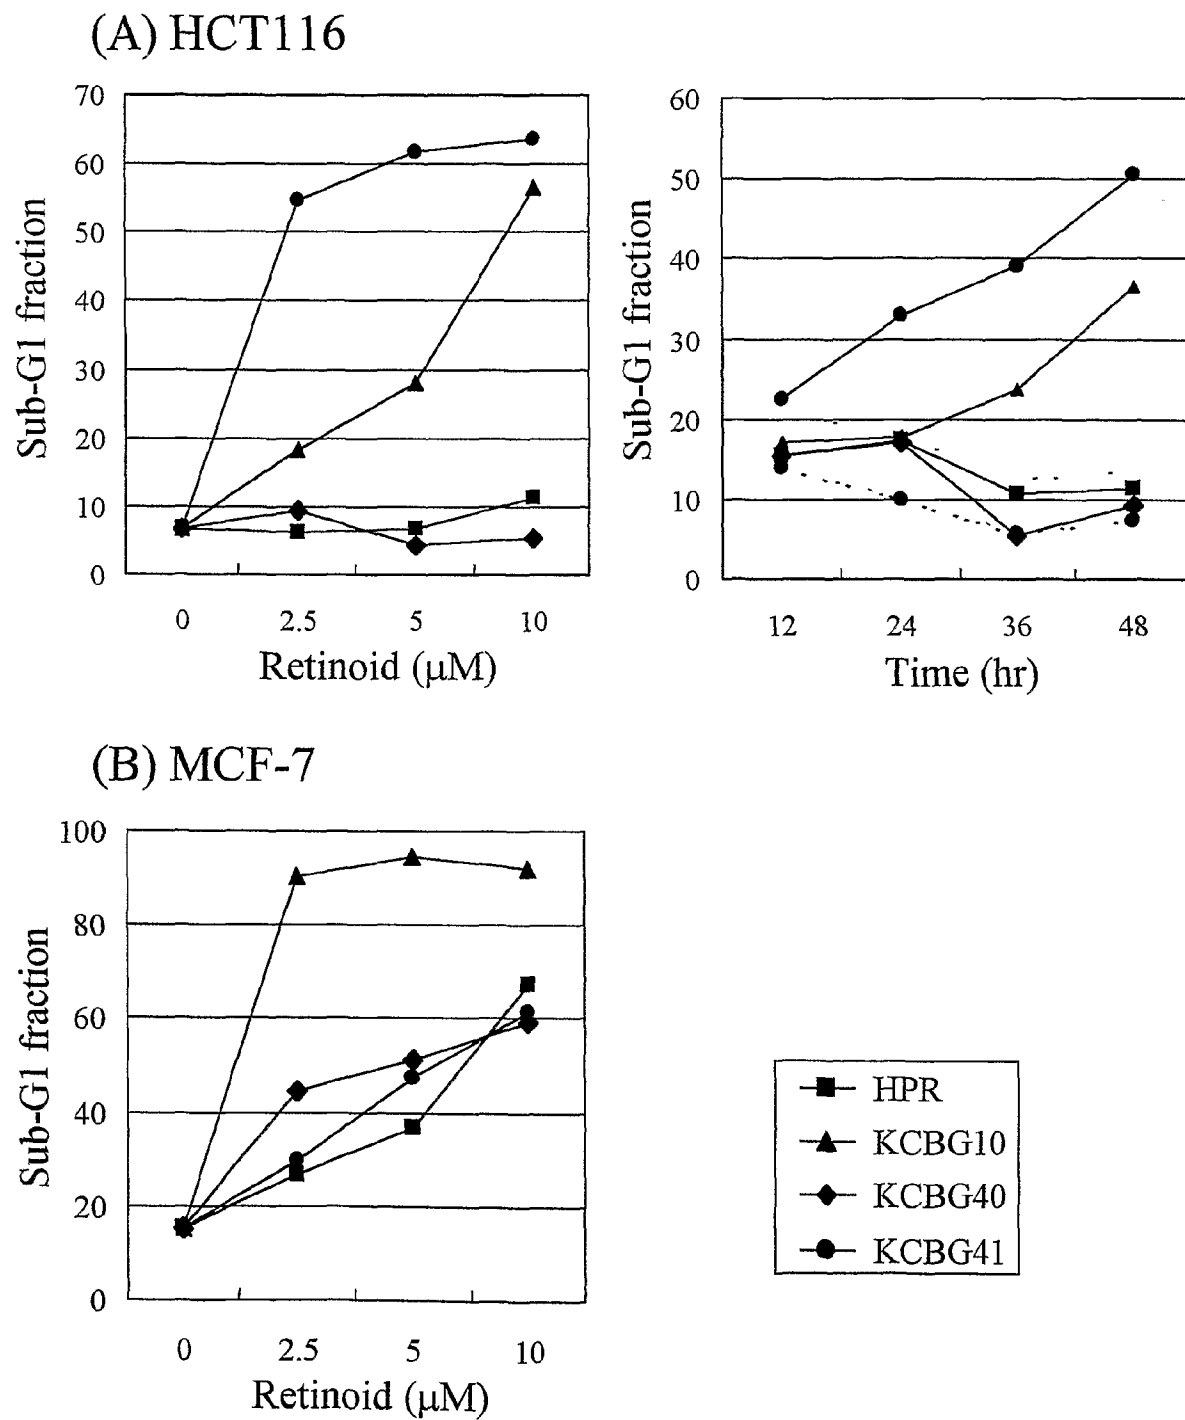 (A) HCT116
70
60
50
40
30
20
10
0
Sub-G1 fraction
0 2.5 5 10
Retinoid (μM)
60
50
40
30
20
10
0
Sub-G1 fraction
12 24 36 48
Time (hr)
(B) MCF-7
100
80
60
40
20
0
Sub-G1 fraction
0 2.5 5 10
Retinoid (μM)
HPR
KCBG10
KCBG40
KCBG41